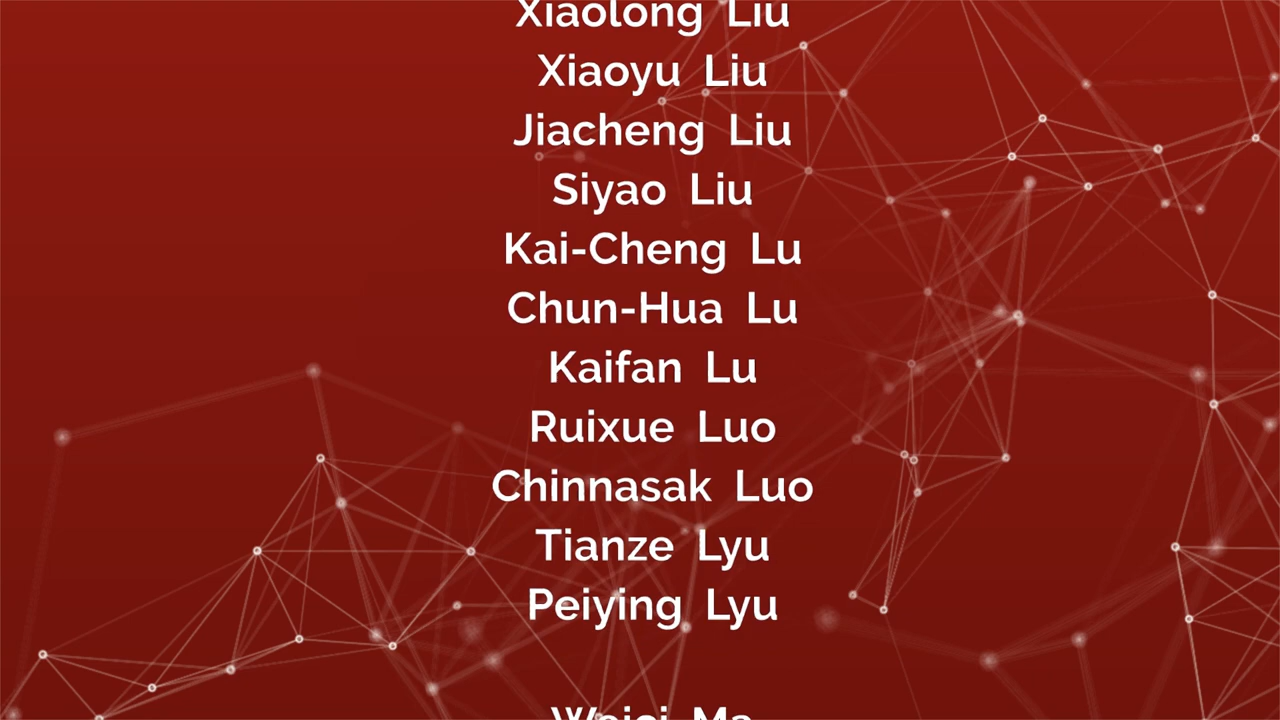 Xiaolong Liu
Xiaoyu Liu
Jiacheng Liu
Siyao Liu
Kai-Cheng Lu
Chun-Hua Lu
Kaifan Lu
Ruixue Luo
Chinnasak Luo
Tianze Lyu
Peiying Lyu
Ma